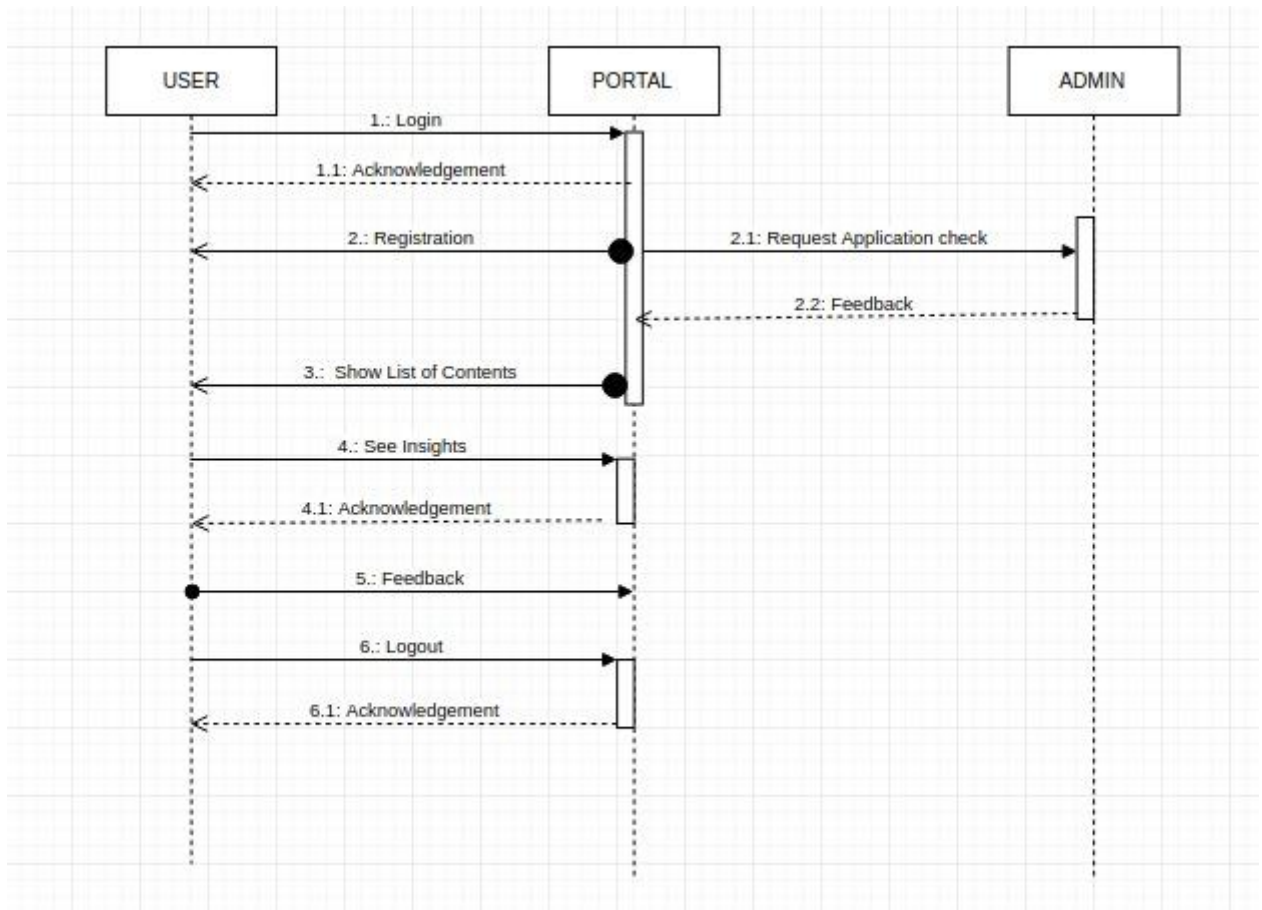 USER
PORTAL
ADMIN
1.: Login
1.1: Acknowledgement
2.: Registration
2.1: Request Application check
2.2: Feedback
3.: Show List of Contents
4.: See Insights
4.1: Acknowledgement
5.: Feedback
6.: Logout
6.1: Acknowledgement